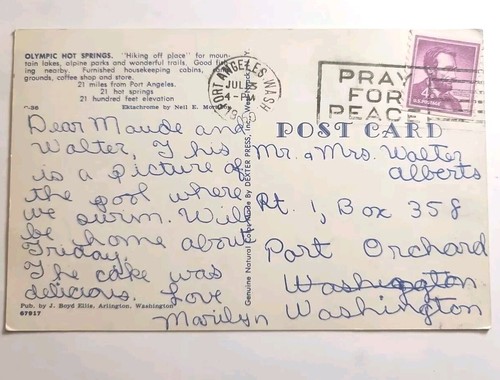 OLYMPIC HOT SPRINGS. "Hiking off place" for moun-
tain lakes, alpine parks and wonderful trails. Good fish-
ing nearby. Furnished housekeeping cabins,
grounds, coffee shop and store.
21 miles from Port Angeles.
21 hot springs
21 hundred feet elevation
Ektachrome by Neil E.
PORT ANGELES, WASH
JUL
PRAY
FOR
PEACE
4¢
U.S. POSTAGE
POST CARD
Dear Maude and
Walter, This
is a picture of
the pool where
we swim. Will
be home about
Friday.
The cake was
delicious. Love
Marilyn
Genuine Natural Color Made By DEXTER PRESS, Inc.
Mr. & Mrs. Walter
Alberts
Rt. 1, Box 358
Port Orchard
Washington
Washington
Pub. by J. Boyd Ellis, Arlington, Washington
67917